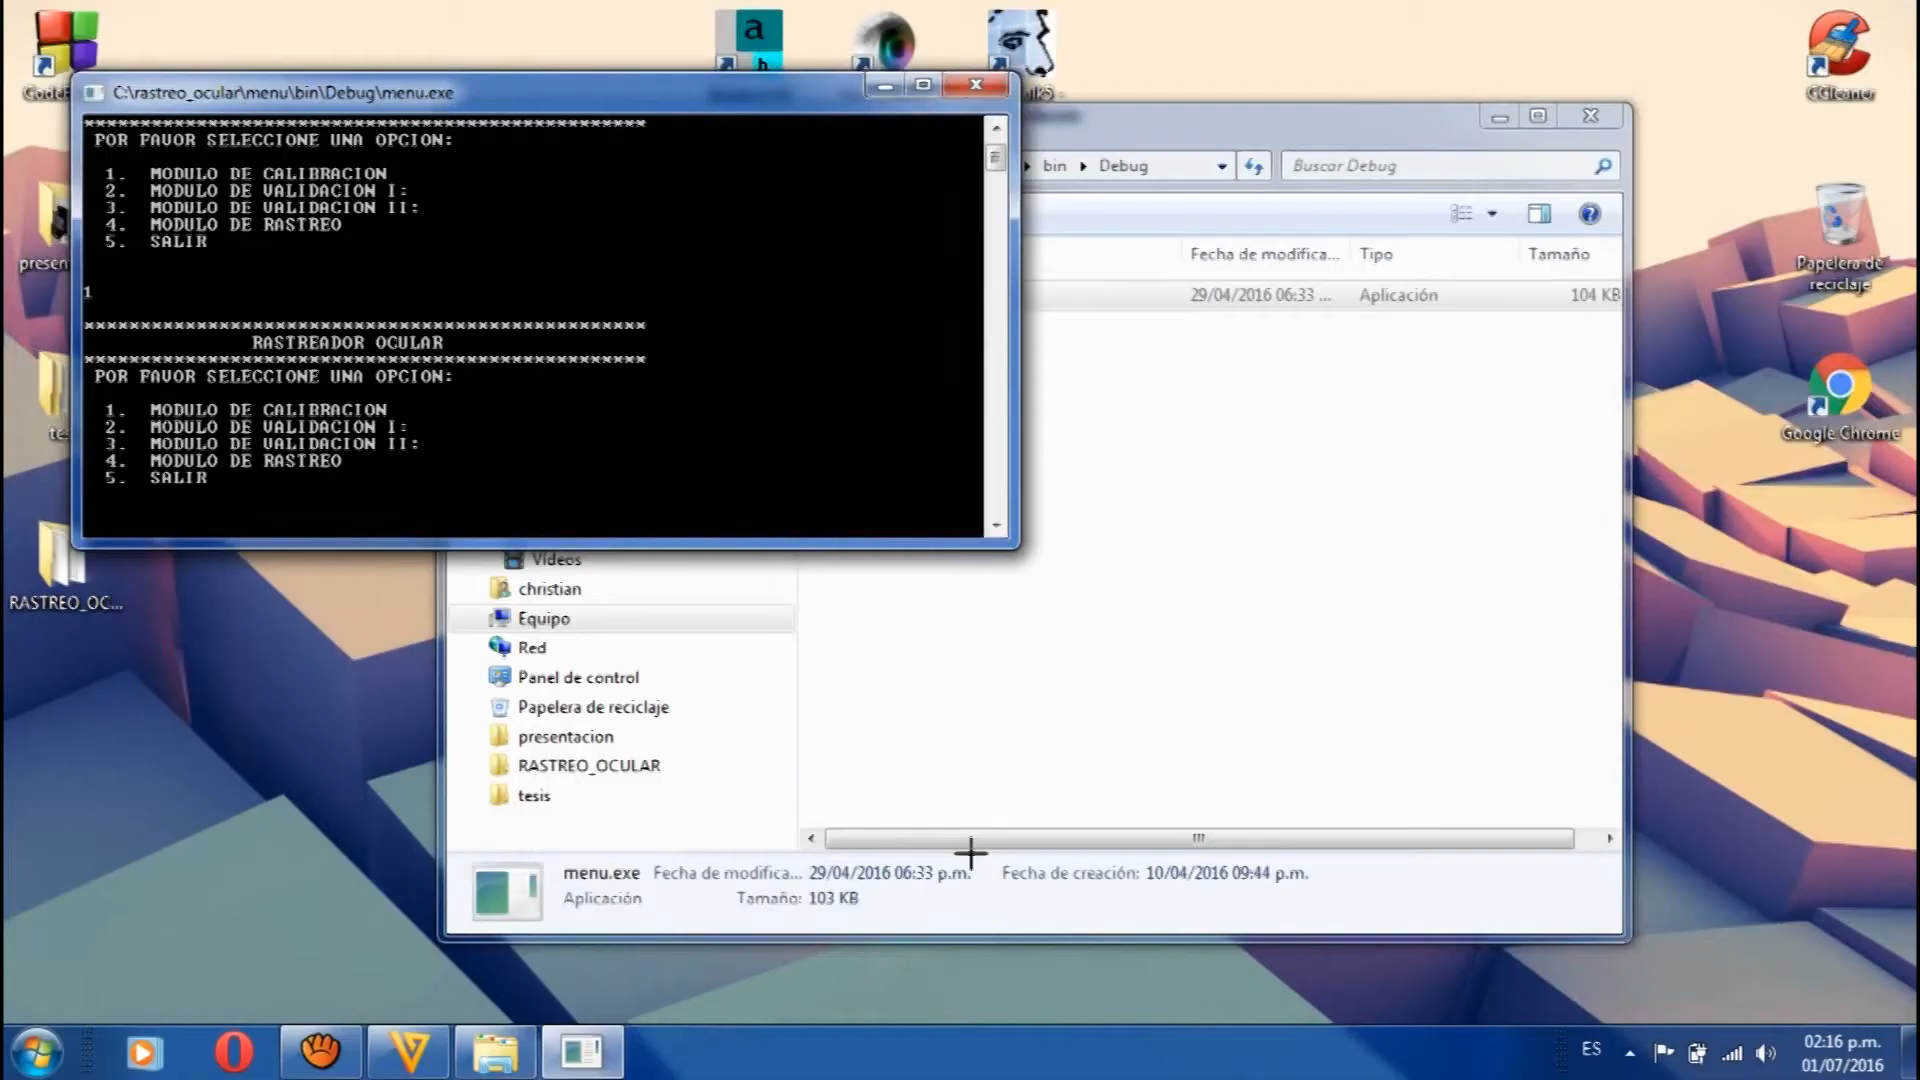 C:\rastreo_ocular\menu\bin\Debug\menu.exe
**************************************************
POR FAVOR SELECCIONE UNA OPCION:
1. MODULO DE CALIBRACION
2. MODULO DE VALIDACION I:
3. MODULO DE VALIDACION II:
4. MODULO DE RASTREO
5. SALIR
1
**************************************************
RASTREADOR OCULAR
**************************************************
POR FAVOR SELECCIONE UNA OPCION:
1. MODULO DE CALIBRACION
2. MODULO DE VALIDACION I:
3. MODULO DE VALIDACION II:
4. MODULO DE RASTREO
5. SALIR
bin Debug
Buscar Debug
Fecha de modifica... Tipo Tamaño
29/04/2016 06:33 ... Aplicación 104 KB
Vídeos
christian
Equipo
Red
Panel de control
Papelera de reciclaje
presentacion
RASTREO_OCULAR
tesis
menu.exe Fecha de modifica... 29/04/2016 06:33 p.m. Fecha de creación: 10/04/2016 09:44 p.m.
Aplicación Tamaño: 103 KB
RASTREO_OC...
a
h
CCleaner
Papelera de
reciclaje
Google Chrome
ES
02:16 p.m.
01/07/2016